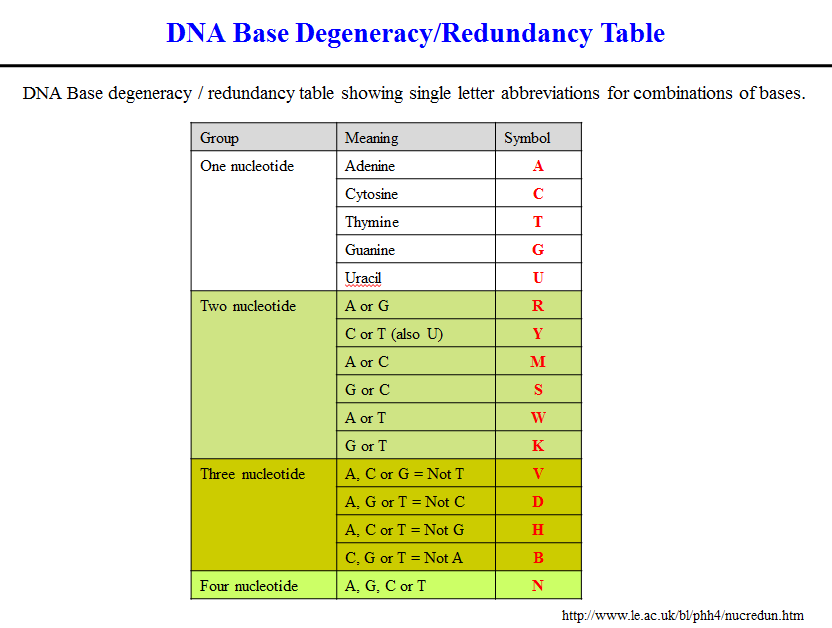 DNA Base Degeneracy/Redundancy Table
DNA Base degeneracy / redundancy table showing single letter abbreviations for combinations of bases.
Group Meaning Symbol
One nucleotide Adenine A
Cytosine C
Thymine T
Guanine G
Uracil U
Two nucleotide A or G R
C or T (also U) Y
A or C M
G or C S
A or T W
G or T K
Three nucleotide A, C or G = Not T V
A, G or T = Not C D
A, C or T = Not G H
C, G or T = Not A B
Four nucleotide A, G, C or T N
http://www.le.ac.uk/bl/phh4/nucredun.htm